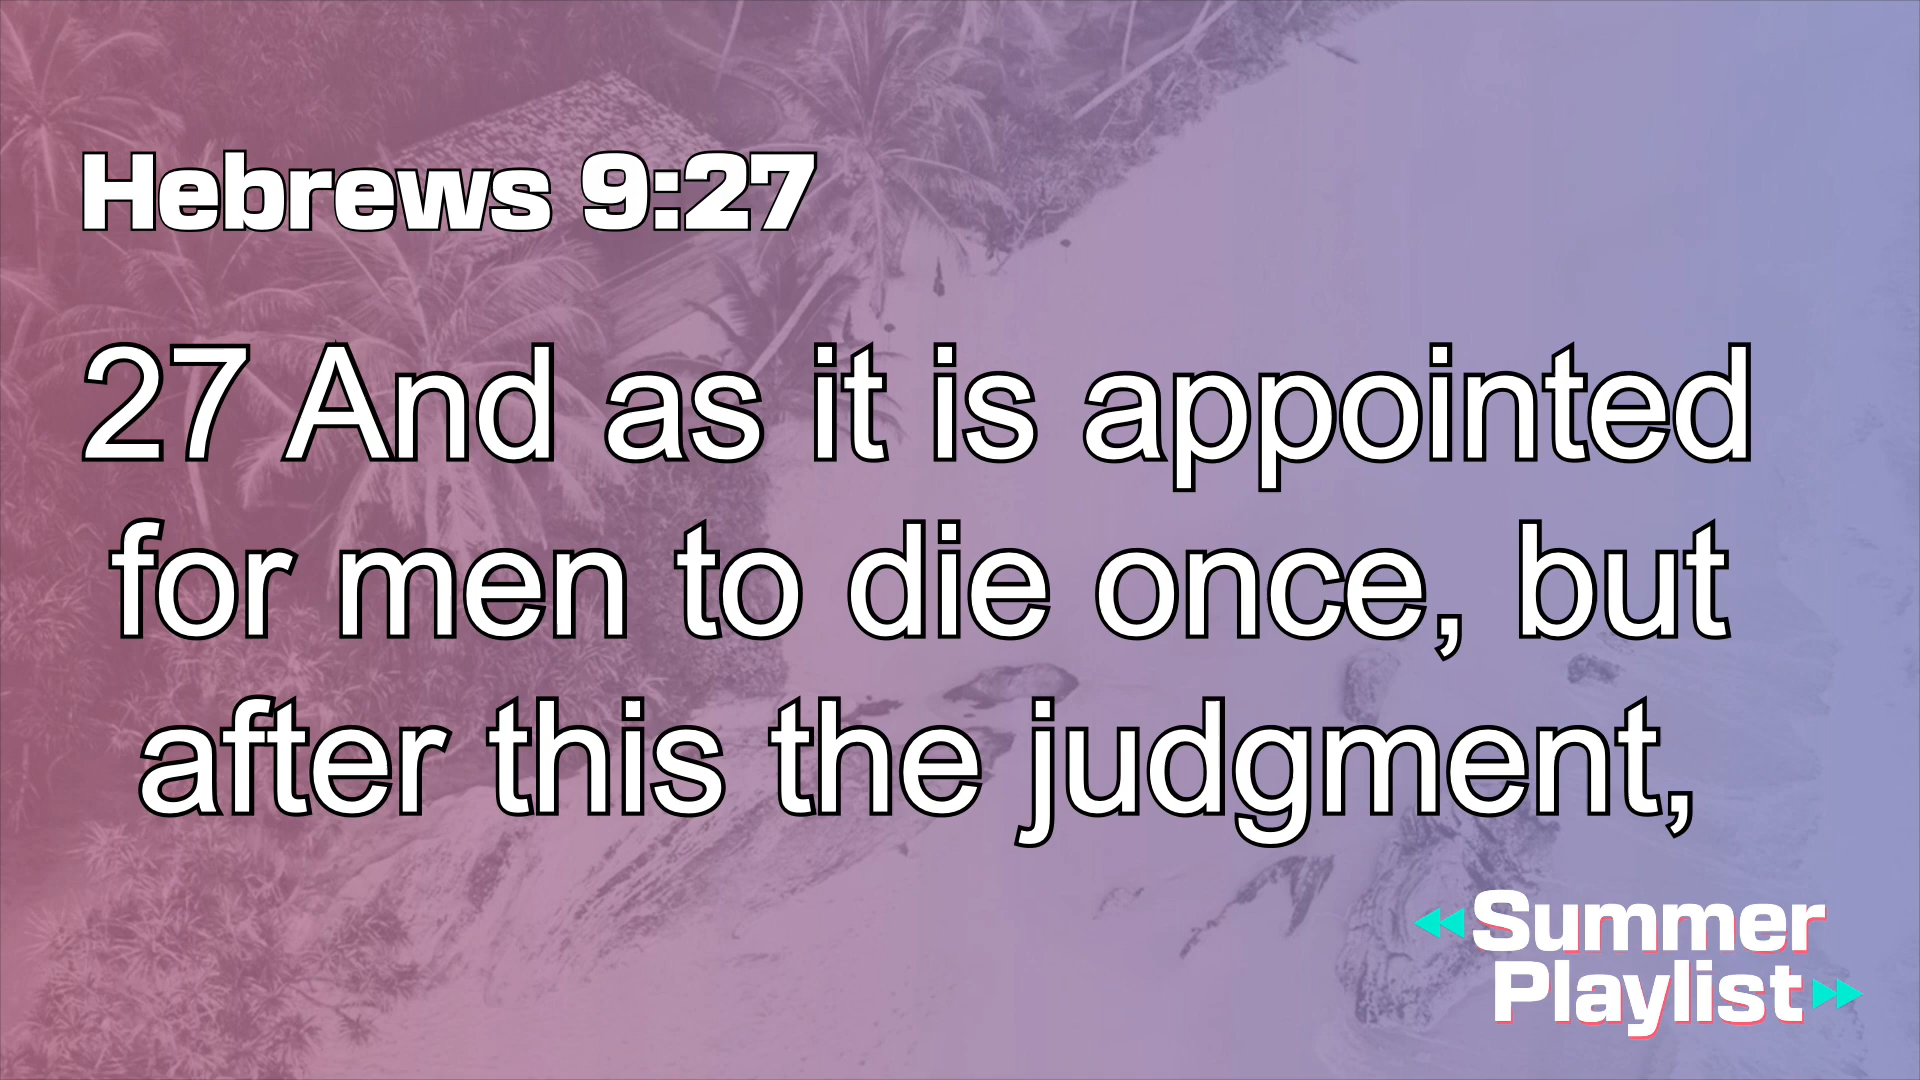 Hebrews 9:27
27 And as it is appointed
for men to die once, but
after this the judgment,
Summer
Playlist